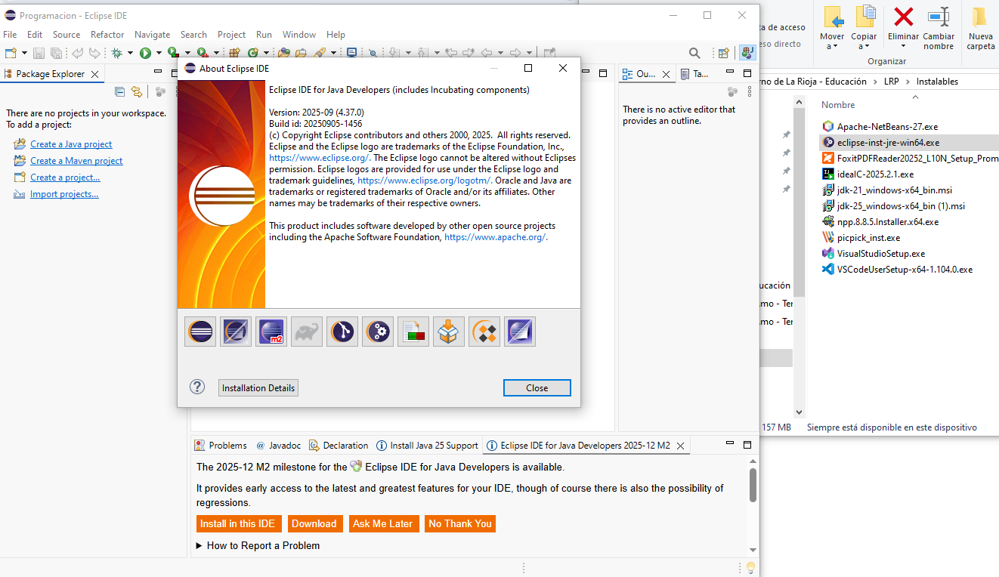 Programacion - Eclipse IDE
File Edit Source Refactor Navigate Search Project Run Window Help
Package Explorer
There are no projects in your workspace.
To add a project:
Create a Java project
Create a Maven project
Create a project...
Import projects...
About Eclipse IDE
Eclipse IDE for Java Developers (includes Incubating components)
Version: 2025-09 (4.37.0)
Build id: 20250905-1456
(c) Copyright Eclipse contributors and others 2000, 2025.  All rights reserved.
Eclipse and the Eclipse logo are trademarks of the Eclipse Foundation, Inc.,
https://www.eclipse.org/. The Eclipse logo cannot be altered without Eclipses
permission. Eclipse logos are provided for use under the Eclipse logo and
trademark guidelines, https://www.eclipse.org/logotm/. Oracle and Java are
trademarks or registered trademarks of Oracle and/or its affiliates. Other
names may be trademarks of their respective owners.
This product includes software developed by other open source projects
including the Apache Software Foundation, https://www.apache.org/.
m2
Installation Details
Close
Ou...
Ta...
There is no active editor that
provides an outline.
Problems
@ Javadoc
Declaration
Install Java 25 Support
Eclipse IDE for Java Developers 2025-12 M2
The 2025-12 M2 milestone for the Eclipse IDE for Java Developers is available.
It provides early access to the latest and greatest features for your IDE, though of course there is also the possibility of
regressions.
Install in this IDE
Download
Ask Me Later
No Thank You
How to Report a Problem
ta de acceso
eso directo
Mover
a
Copiar
a
Eliminar
Cambiar
nombre
Nueva
carpeta
Organizar
rno de La Rioja - Educación > LRP > Instalables
Nombre
Apache-NetBeans-27.exe
eclipse-inst-jre-win64.exe
FoxitPDFReader20252_L10N_Setup_Prom
ideaIC-2025.2.1.exe
jdk-21_windows-x64_bin.msi
jdk-25_windows-x64_bin (1).msi
npp.8.8.5.Installer.x64.exe
picpick_inst.exe
VisualStudioSetup.exe
VSCodeUserSetup-x64-1.104.0.exe
ucación
.mo - Ter
.mo - Ter
157 MB
Siempre está disponible en este dispositivo